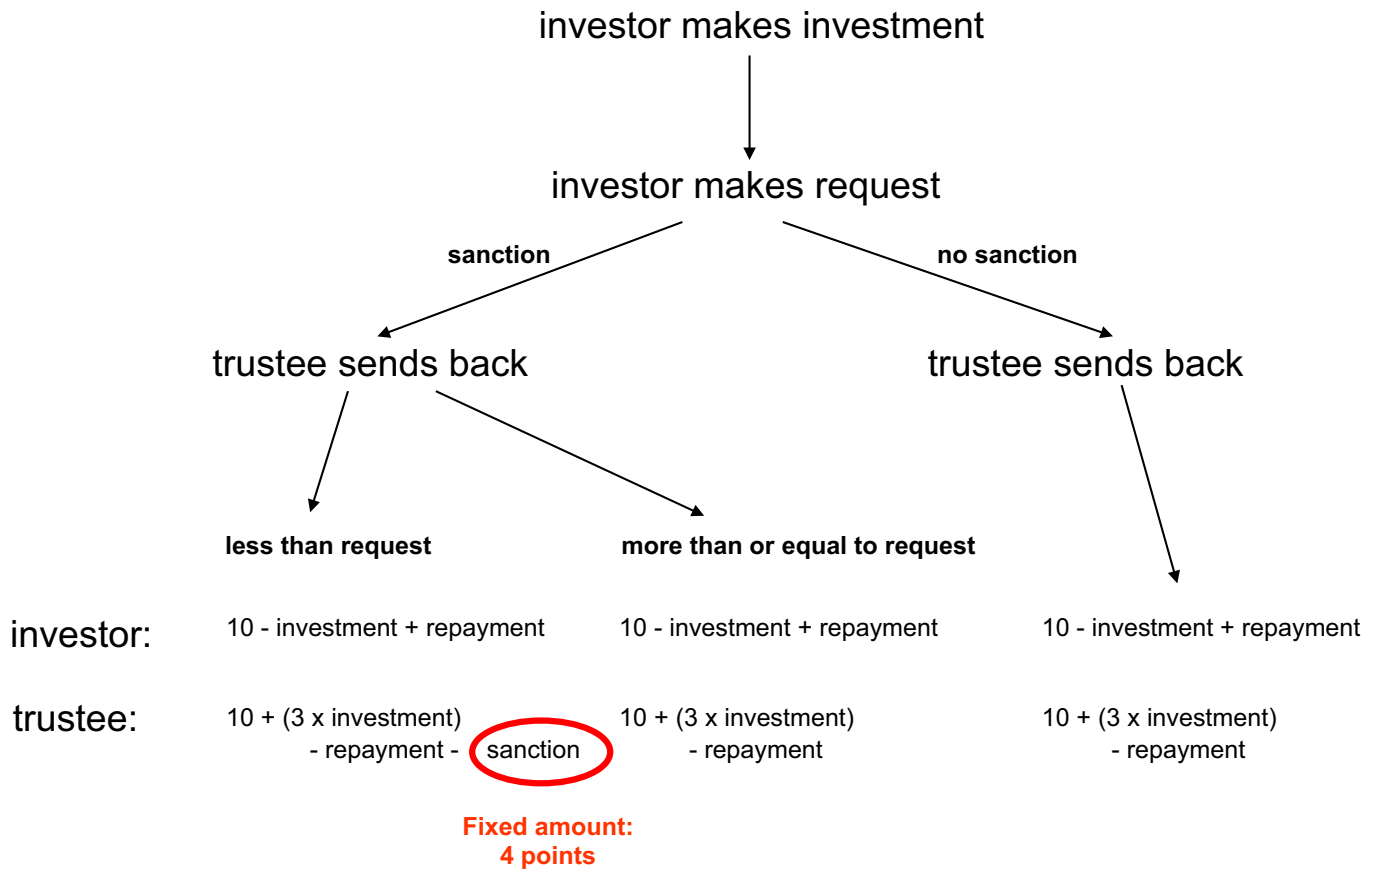 investor makes investment
investor makes request
sanction
no sanction
trustee sends back
trustee sends back
less than request
more than or equal to request
investor:
10 - investment + repayment
10 - investment + repayment
10 - investment + repayment
trustee:
10 + (3 x investment)
- repayment - sanction
10 + (3 x investment)
- repayment
10 + (3 x investment)
- repayment
Fixed amount:
4 points